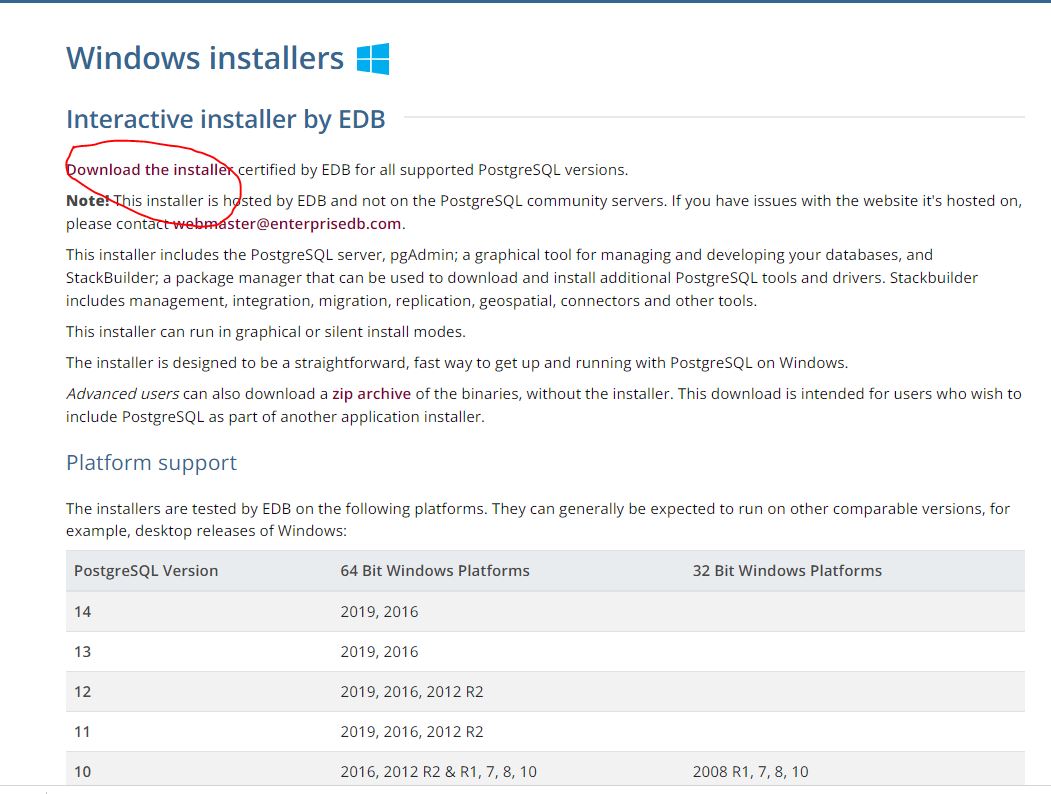 Windows installers
Interactive installer by EDB
Download the installer certified by EDB for all supported PostgreSQL versions.
Note! This installer is hosted by EDB and not on the PostgreSQL community servers. If you have issues with the website it's hosted on,
please contact webmaster@enterprisedb.com.
This installer includes the PostgreSQL server, pgAdmin; a graphical tool for managing and developing your databases, and
StackBuilder; a package manager that can be used to download and install additional PostgreSQL tools and drivers. Stackbuilder
includes management, integration, migration, replication, geospatial, connectors and other tools.
This installer can run in graphical or silent install modes.
The installer is designed to be a straightforward, fast way to get up and running with PostgreSQL on Windows.
Advanced users can also download a zip archive of the binaries, without the installer. This download is intended for users who wish to
include PostgreSQL as part of another application installer.
Platform support
The installers are tested by EDB on the following platforms. They can generally be expected to run on other comparable versions, for
example, desktop releases of Windows:
PostgreSQL Version 64 Bit Windows Platforms 32 Bit Windows Platforms
14 2019, 2016
13 2019, 2016
12 2019, 2016, 2012 R2
11 2019, 2016, 2012 R2
10 2016, 2012 R2 & R1, 7, 8, 10 2008 R1, 7, 8, 10